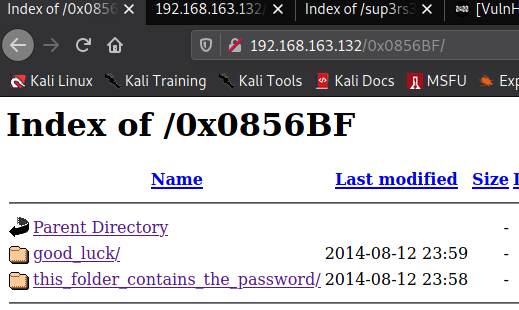 Index of /0x0856 192.168.163.132/ Index of /sup3rs3 [VulnH
192.168.163.132/0x0856BF/
Kali Linux Kali Training Kali Tools Kali Docs MSFU Exp
Index of /0x0856BF
Name Last modified Size
Parent Directory -
good_luck/ 2014-08-12 23:59 -
this_folder_contains_the_password/ 2014-08-12 23:58 -